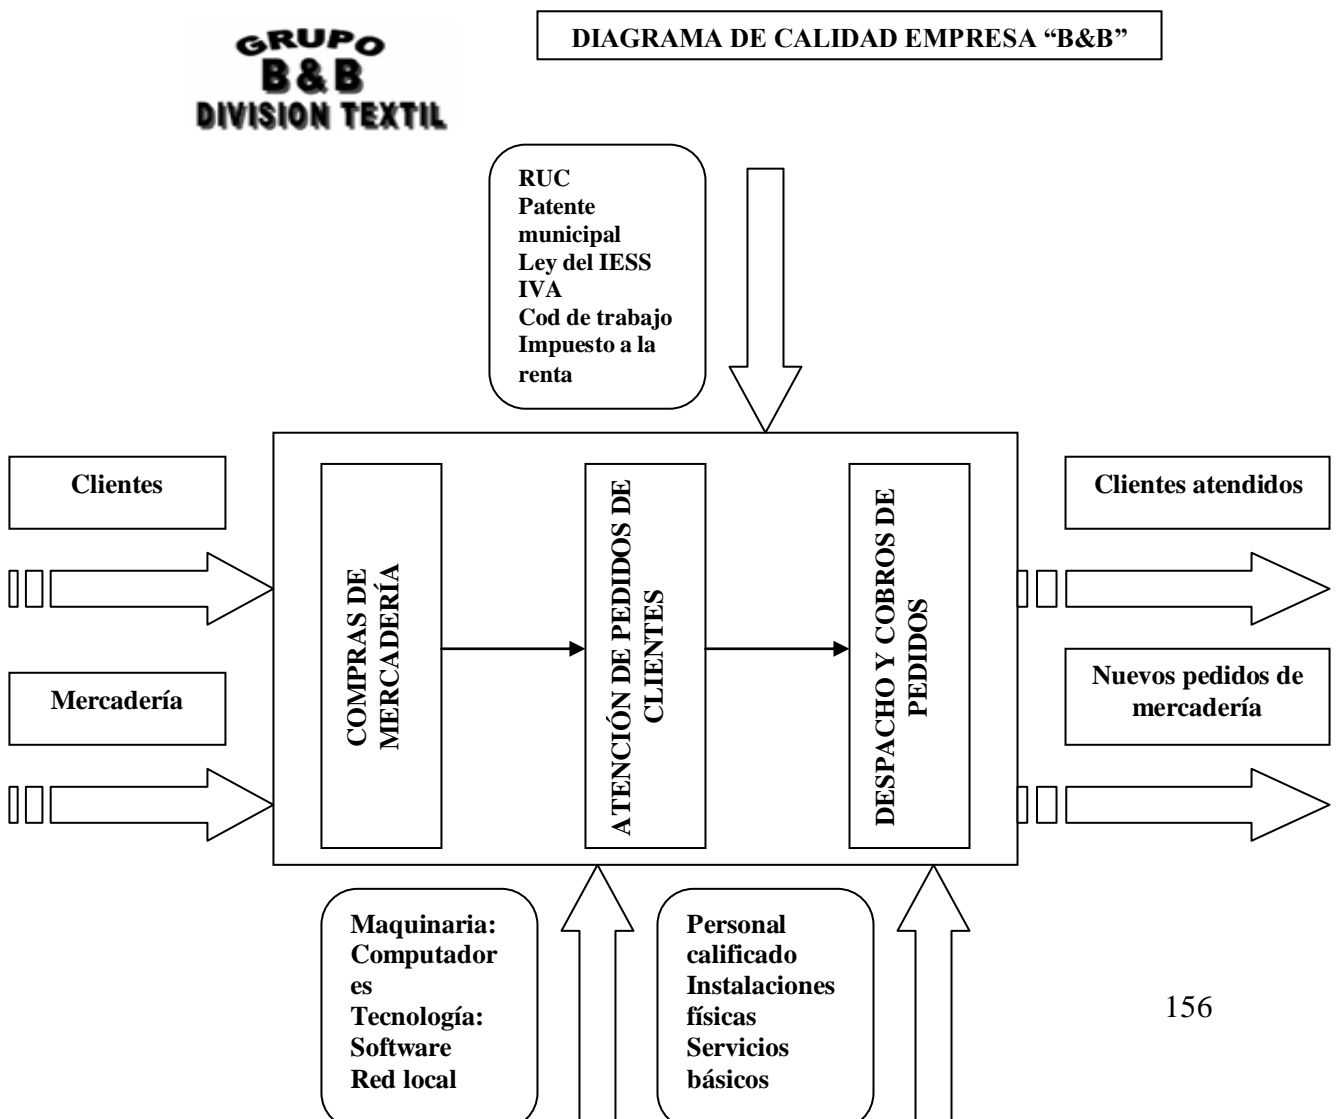 GRUPO
B & B
DIVISION TEXTIL
DIAGRAMA DE CALIDAD EMPRESA “B&B”
RUC
Patente
municipal
Ley del IESS
IVA
Cod de trabajo
Impuesto a la
renta
Clientes
Mercadería
COMPRAS DE
MERCADERÍA
ATENCIÓN DE PEDIDOS DE
CLIENTES
DESPACHO Y COBROS DE
PEDIDOS
Clientes atendidos
Nuevos pedidos de
mercadería
Maquinaria:
Computador
es
Tecnología:
Software
Red local
Personal
calificado
Instalaciones
físicas
Servicios
básicos
156